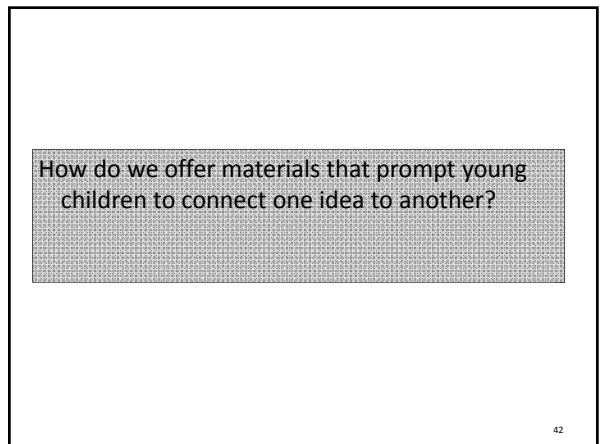 How do we offer materials that prompt young
children to connect one idea to another?
42